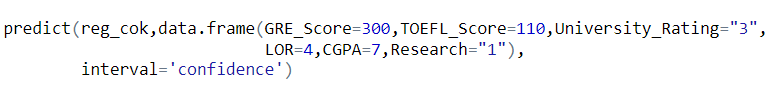 predict(reg_cok,data.frame(GRE_Score=300,TOEFL_Score=110,University_Rating="3",
LOR=4,CGPA=7,Research="1"),
interval='confidence')